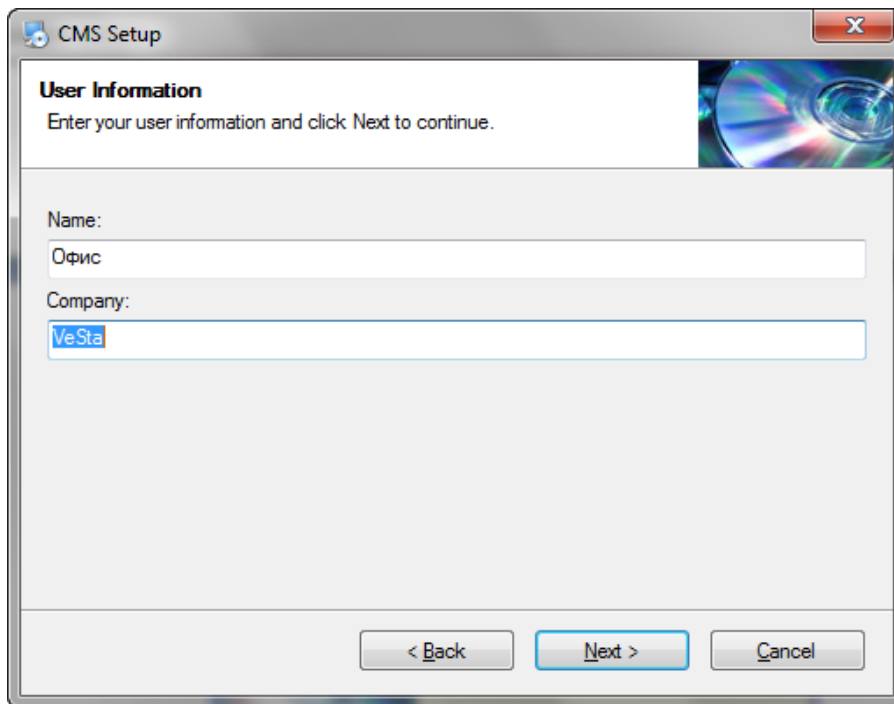 CMS Setup
User Information
Enter your user information and click Next to continue.
Name:
Офис
Company:
VeSta
< Back
Next >
Cancel